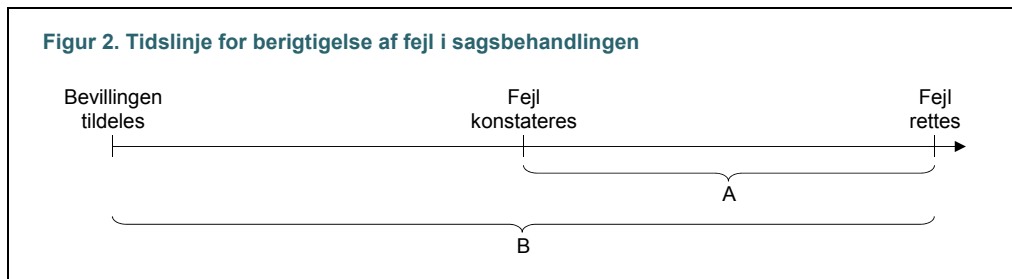 Figur 2. Tidslinje for berigtigelse af fejl i sagsbehandlingen
Bevillingen
tildeles
Fejl
konstateres
Fejl
rettes
A
B